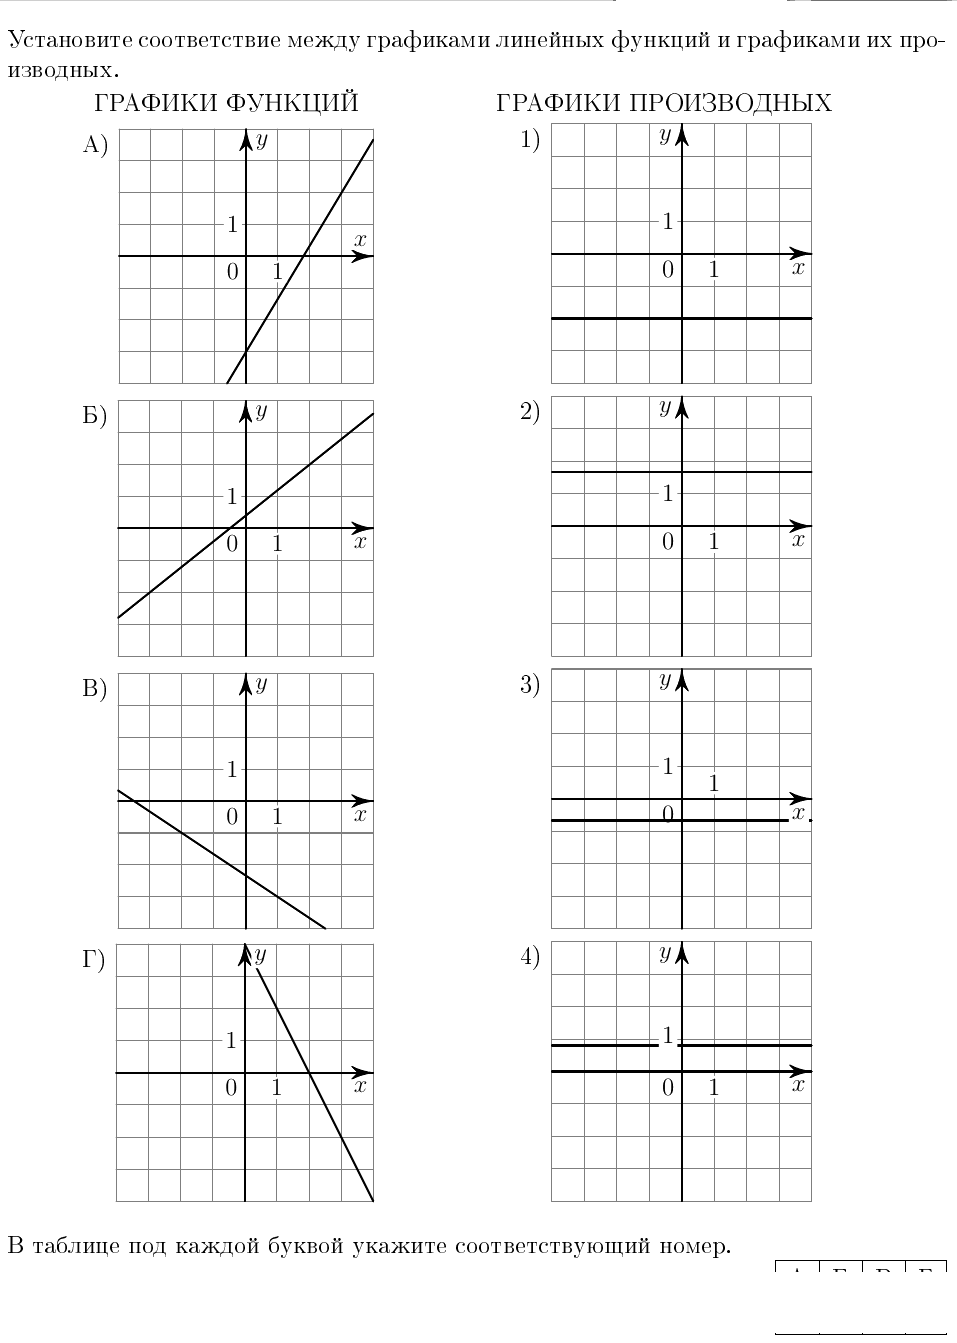 Установите соответствие между графиками линейных функций и графиками их про-
изводных.
ГРАФИКИ ФУНКЦИЙ
ГРАФИКИ ПРОИЗВОДНЫХ
А)
y
1
x
0
1
1)
y
1
0
1
x
Б)
y
1
0
1
x
2)
y
1
0
1
x
В)
y
1
0
1
x
3)
y
1
1
0
x
Г)
y
1
0
1
x
4)
y
1
0
1
x
В таблице под каждой буквой укажите соответствующий номер.